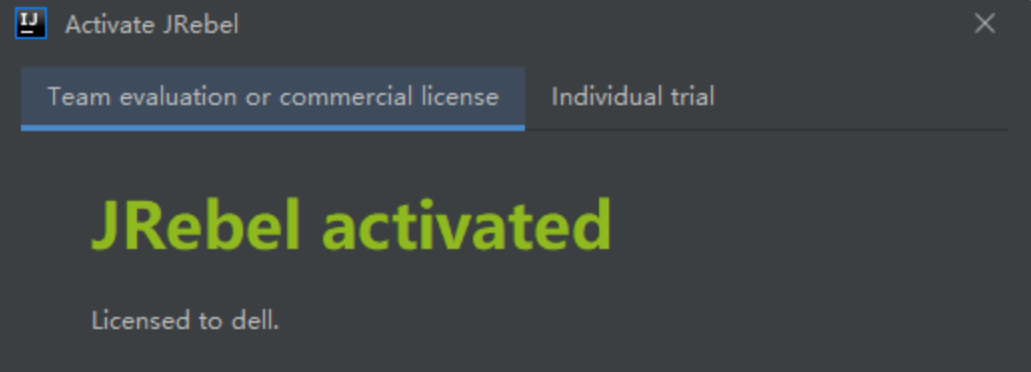 IJ
Activate JRebel
Team evaluation or commercial license
Individual trial
JRebel activated
Licensed to dell.